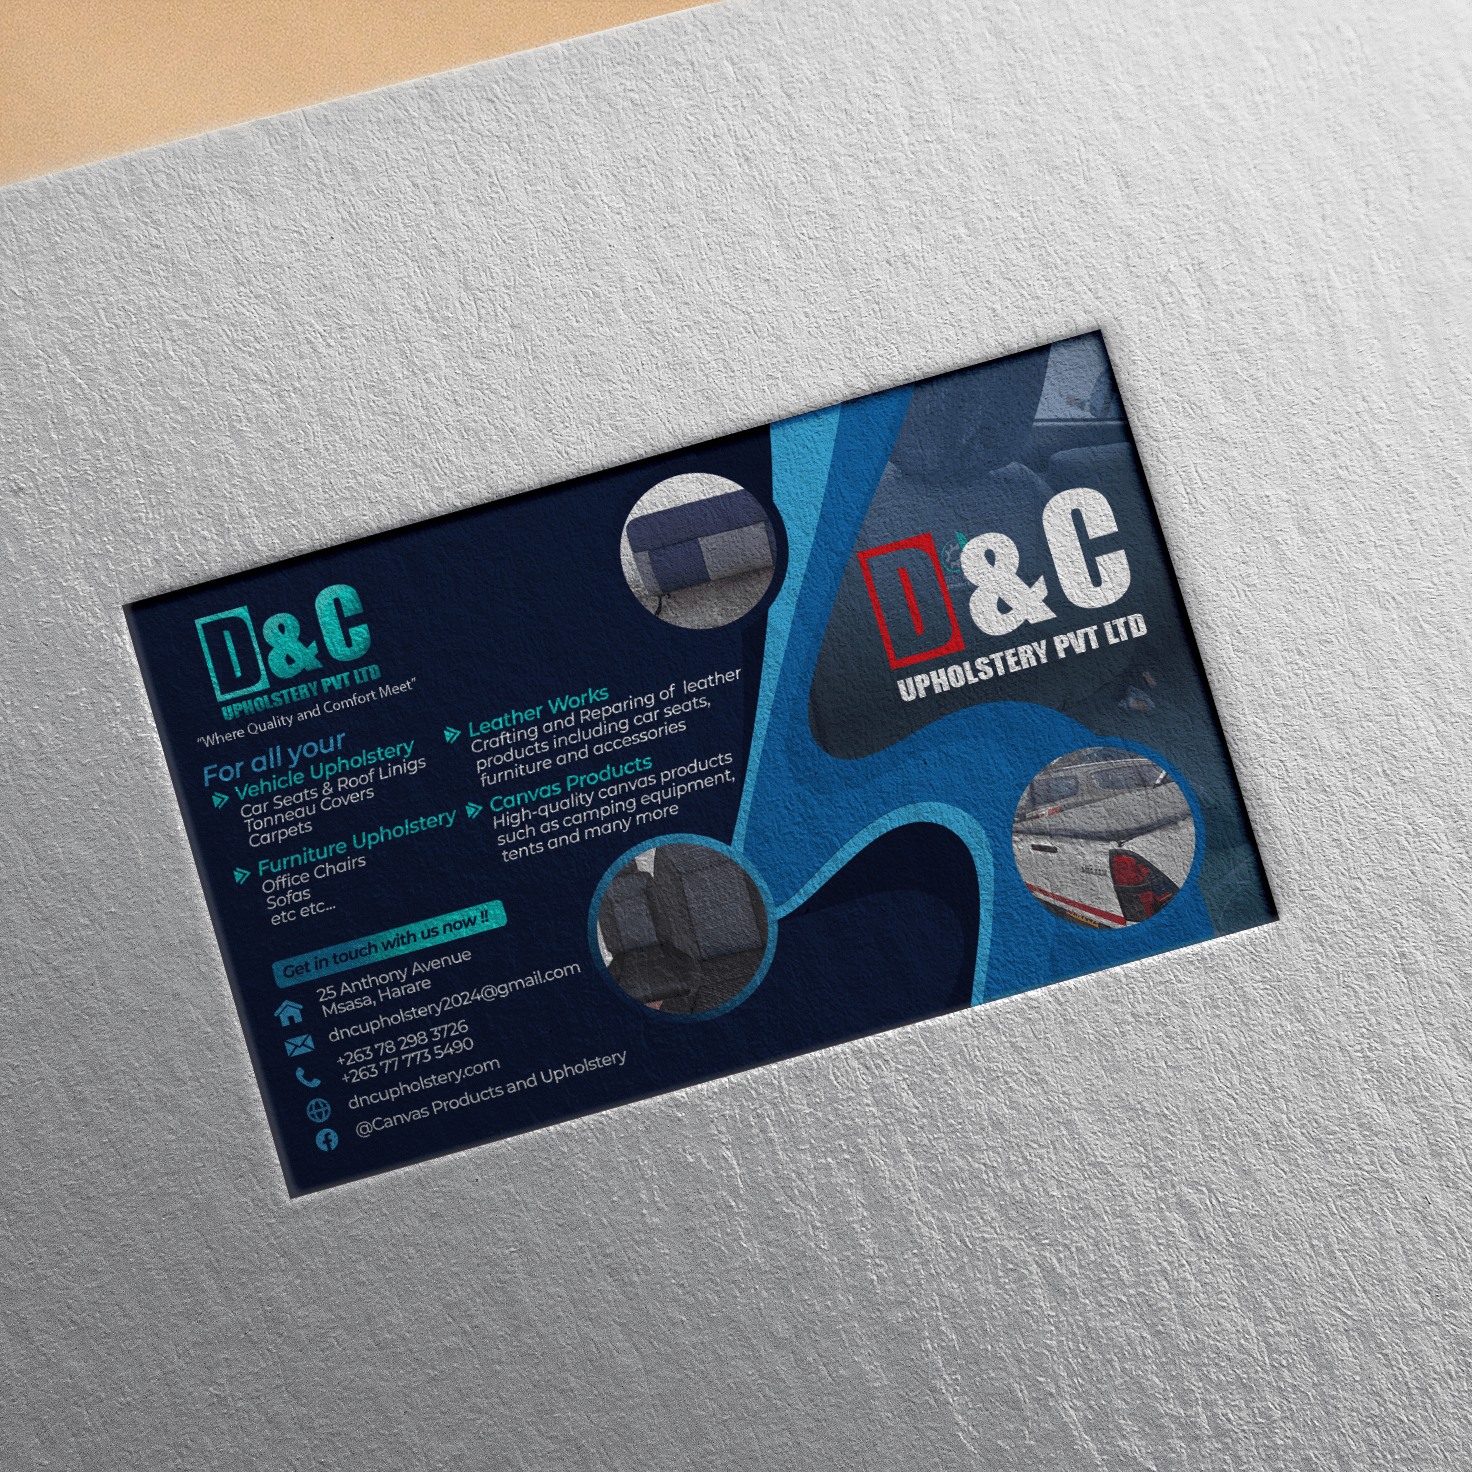 D&C
UPHOLSTERY PVT LTD
"Where Quality and Comfort Meet"
For all your
Vehicle Upholstery
Car Seats & Roof Linigs
Tonneau Covers
Carpets
Furniture Upholstery
Office Chairs
Sofas
etc etc...
Leather Works
Crafting and Reparing of leather
products including car seats,
furniture and accessories
Canvas Products
High-quality canvas products
such as camping equipment,
tents and many more
Get in touch with us now !!
25 Anthony Avenue
Msasa, Harare
dncupholstery2024@gmail.com
+263 78 298 3726
+263 77 773 5490
dncupholstery.com
@Canvas Products and Upholstery
D&C
UPHOLSTERY PVT LTD